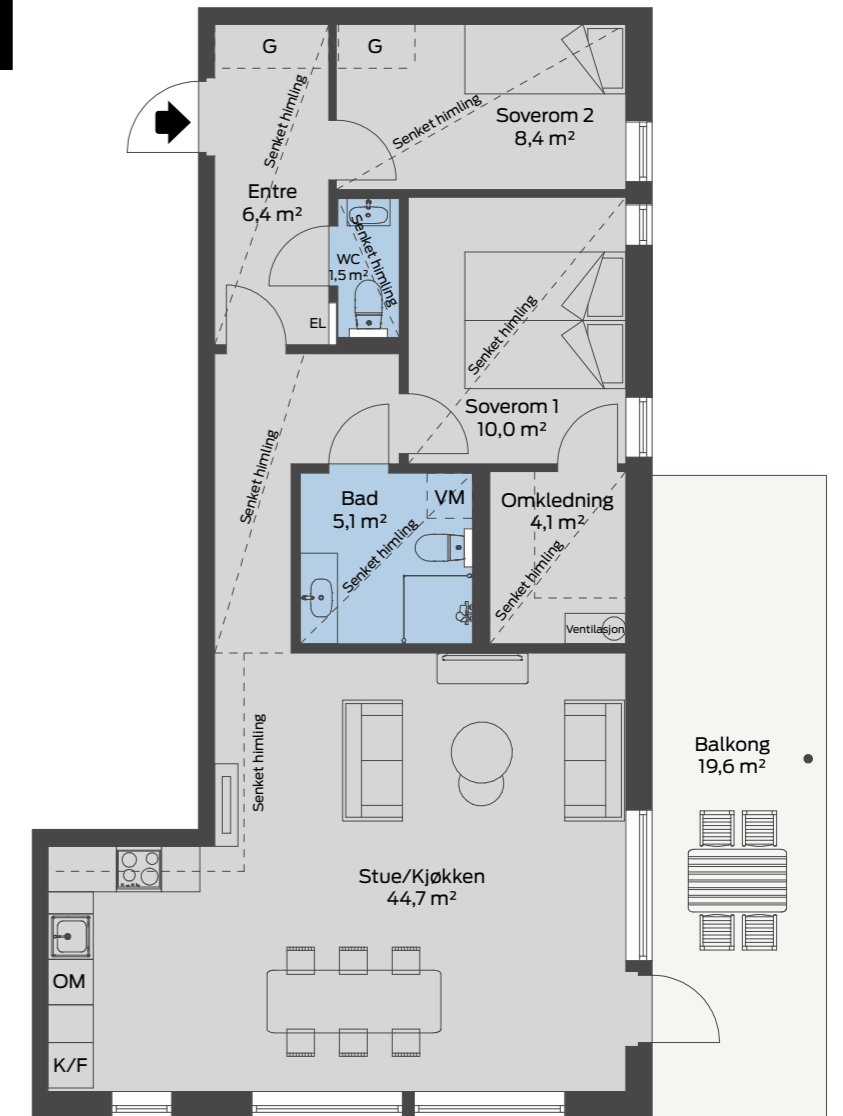 G
G
Senket himling
Soverom 2
8,4 m²
Senket himling
Entre
6,4 m²
Senket himling
WC
1,5 m²
EL
Senket himling
Soverom 1
10,0 m²
Senket himling
Bad
5,1 m²
VM
Senket himling
Omkledning
4,1 m²
Senket himling
Ventilasjon
Senket himling
Balkong
19,6 m²
Stue/Kjøkken
44,7 m²
OM
K/F